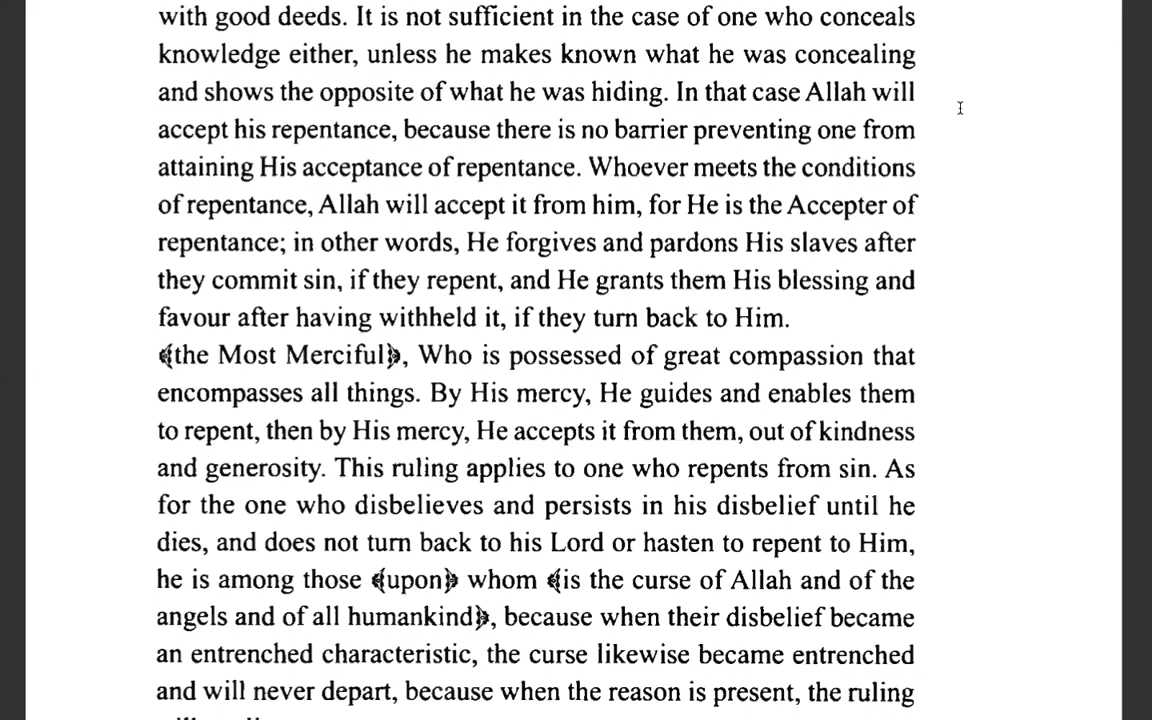 with good deeds. It is not sufficient in the case of one who conceals
knowledge either, unless he makes known what he was concealing
and shows the opposite of what he was hiding. In that case Allah will
accept his repentance, because there is no barrier preventing one from
attaining His acceptance of repentance. Whoever meets the conditions
of repentance, Allah will accept it from him, for He is the Accepter of
repentance; in other words, He forgives and pardons His slaves after
they commit sin, if they repent, and He grants them His blessing and
favour after having withheld it, if they turn back to Him.
﴾the Most Merciful﴿, Who is possessed of great compassion that
encompasses all things. By His mercy, He guides and enables them
to repent, then by His mercy, He accepts it from them, out of kindness
and generosity. This ruling applies to one who repents from sin. As
for the one who disbelieves and persists in his disbelief until he
dies, and does not turn back to his Lord or hasten to repent to Him,
he is among those ﴾upon﴿ whom ﴾is the curse of Allah and of the
angels and of all humankind﴿, because when their disbelief became
an entrenched characteristic, the curse likewise became entrenched
and will never depart, because when the reason is present, the ruling